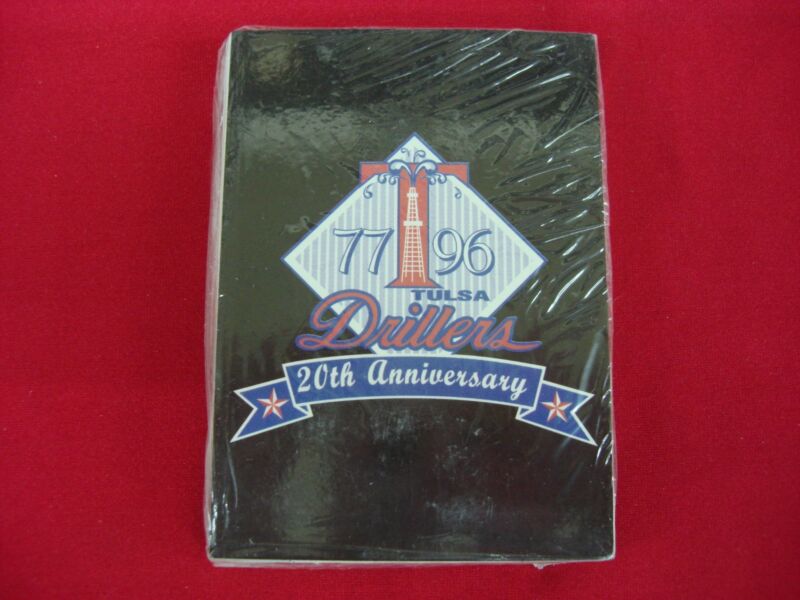 77 T 96
TULSA
Drillers
20th Anniversary